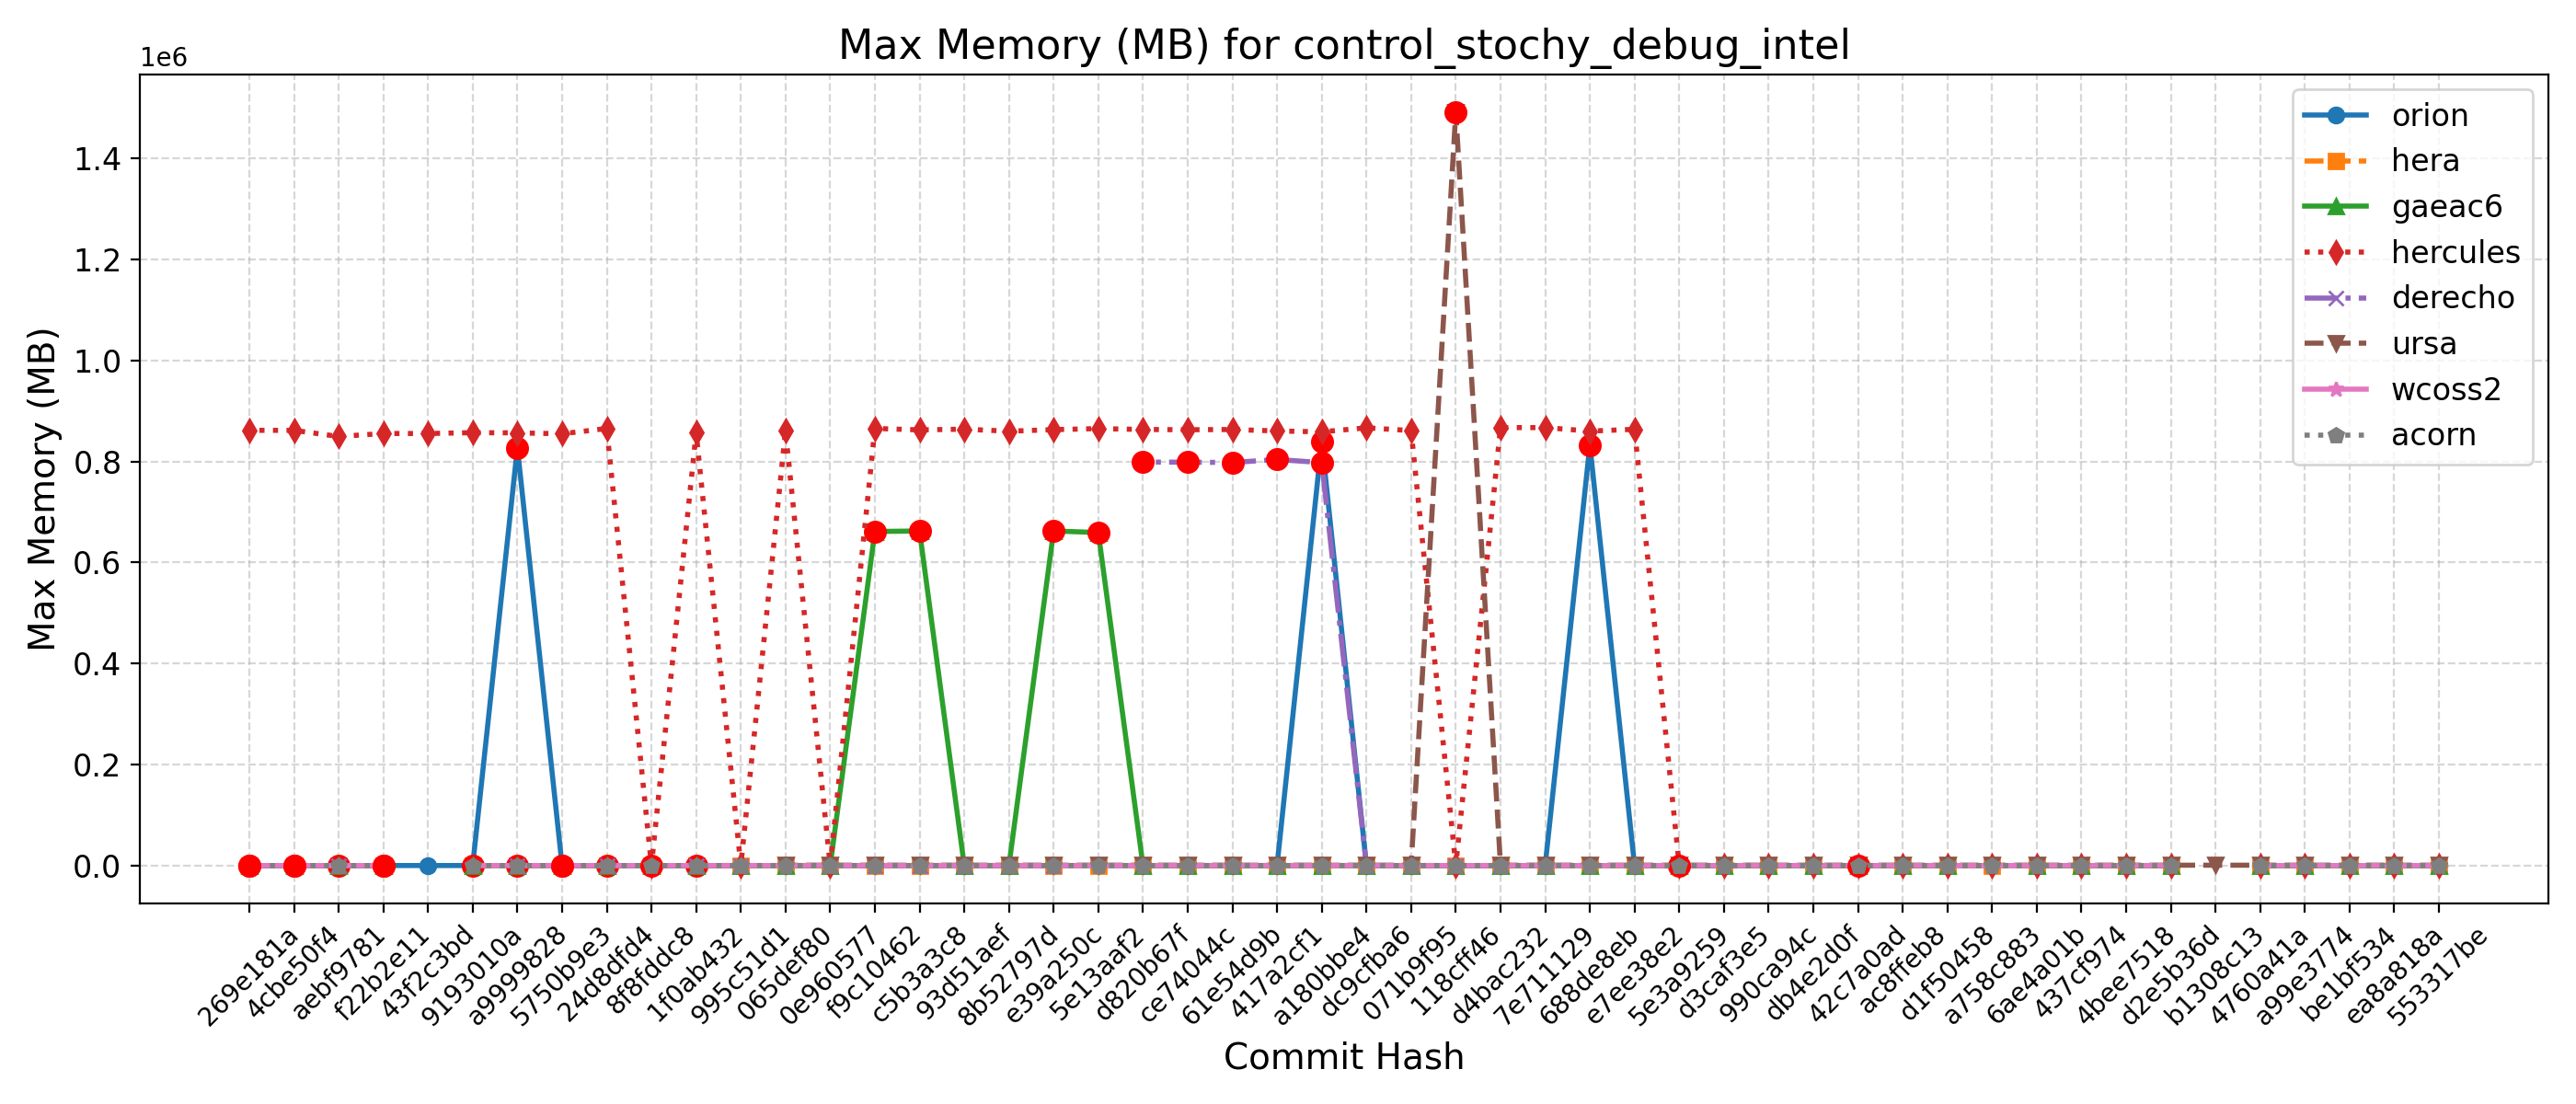 Max Memory (MB) for control_stochy_debug_intel
1e6
1.4
1.2
1.0
0.8
0.6
0.4
0.2
0.0
Max Memory (MB)
orion
hera
gaeac6
hercules
derecho
ursa
wcoss2
acorn
269e181a
4cbe50f4
aebf9781
f22b2e11
43f2c3bd
9193010a
a9999828
5750b9e3
24d8dfd4
8f8fddc8
1f0ab432
995c51d1
065def80
0e960577
f9c10462
c5b3a3c8
93d51aef
8b52797d
e39a250c
5e13aaf2
d820b67f
ce74044c
61e54d9b
417a2cf1
a180bbe4
dc9cfba6
071b9f95
118cff46
d4bac232
7e711129
688de8eb
e7ee38e2
5e3a9259
d3caf3e5
990ca94c
db4e2d0f
42c7a0ad
ac8ffeb8
d1f50458
a758c883
6ae4a01b
437cf974
4bee7518
d2e5b36d
b1308c13
4760a41a
a99e3774
be1bf534
ea8a818a
553317be
Commit Hash